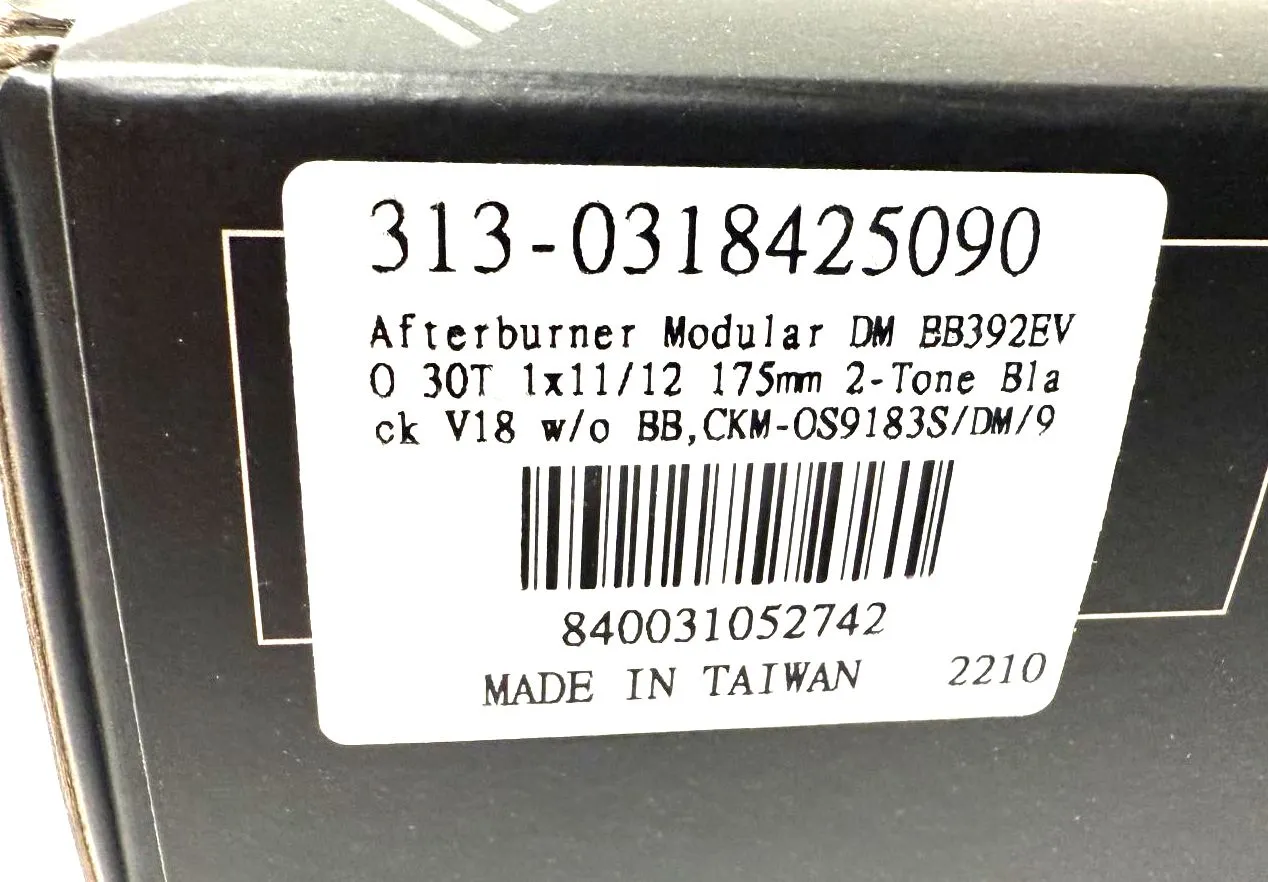 313-0318425090
Afterburner Modular DM BB392EV
O 30T 1x11/12 175mm 2-Tone Bla
ck V18 w/o BB,CKM-OS9183S/DM/9
840031052742
MADE IN TAIWAN 2210